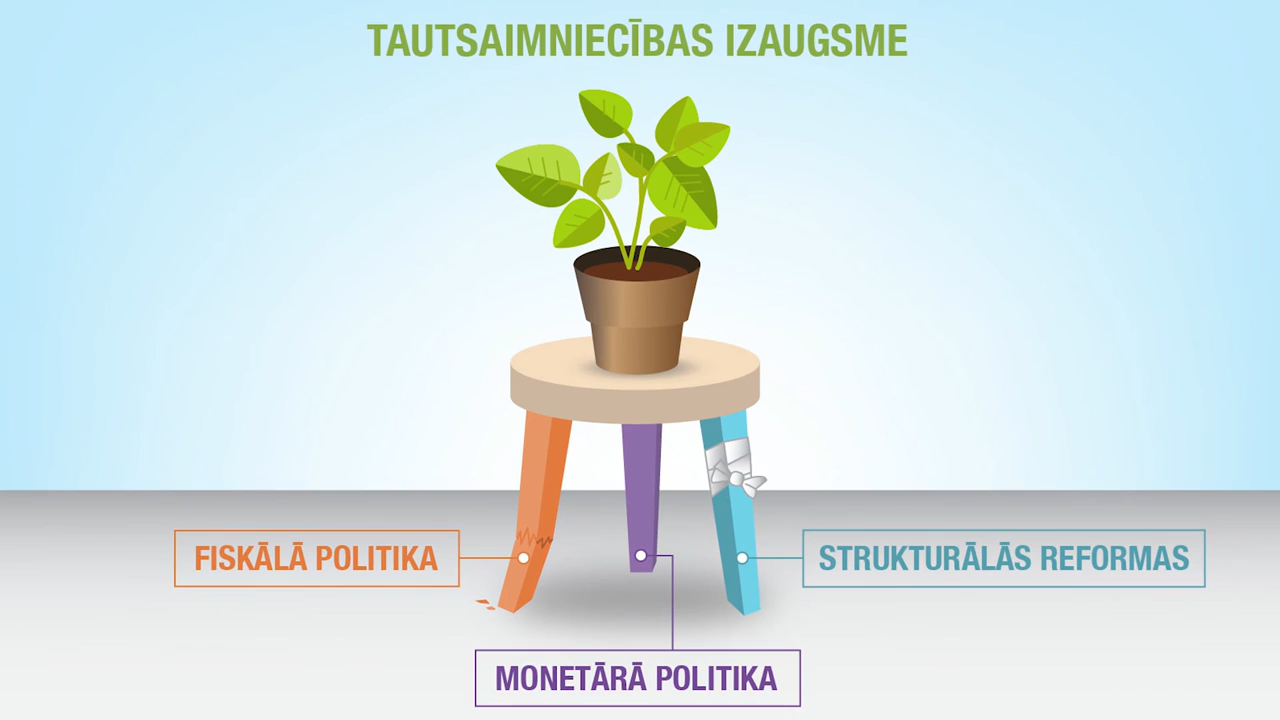 TAUTSAIMNIECĪBAS IZAUGSME
FISKĀLĀ POLITIKA
STRUKTURĀLĀS REFORMAS
MONETĀRĀ POLITIKA